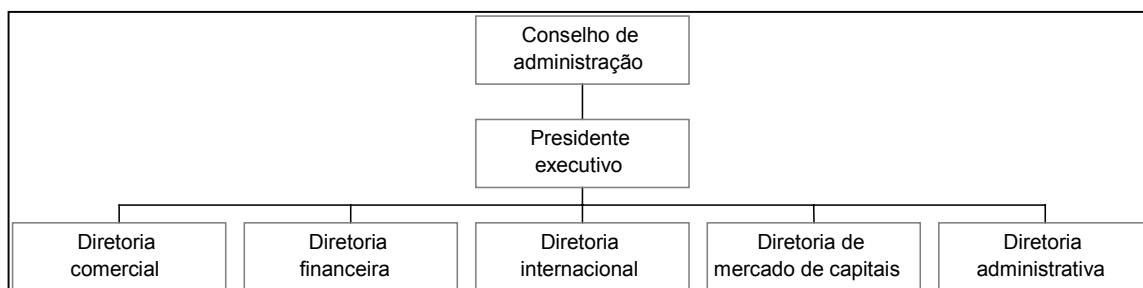 Conselho de
administração
Presidente
executivo
Diretoria
comercial
Diretoria
financeira
Diretoria
internacional
Diretoria de
mercado de capitais
Diretoria
administrativa